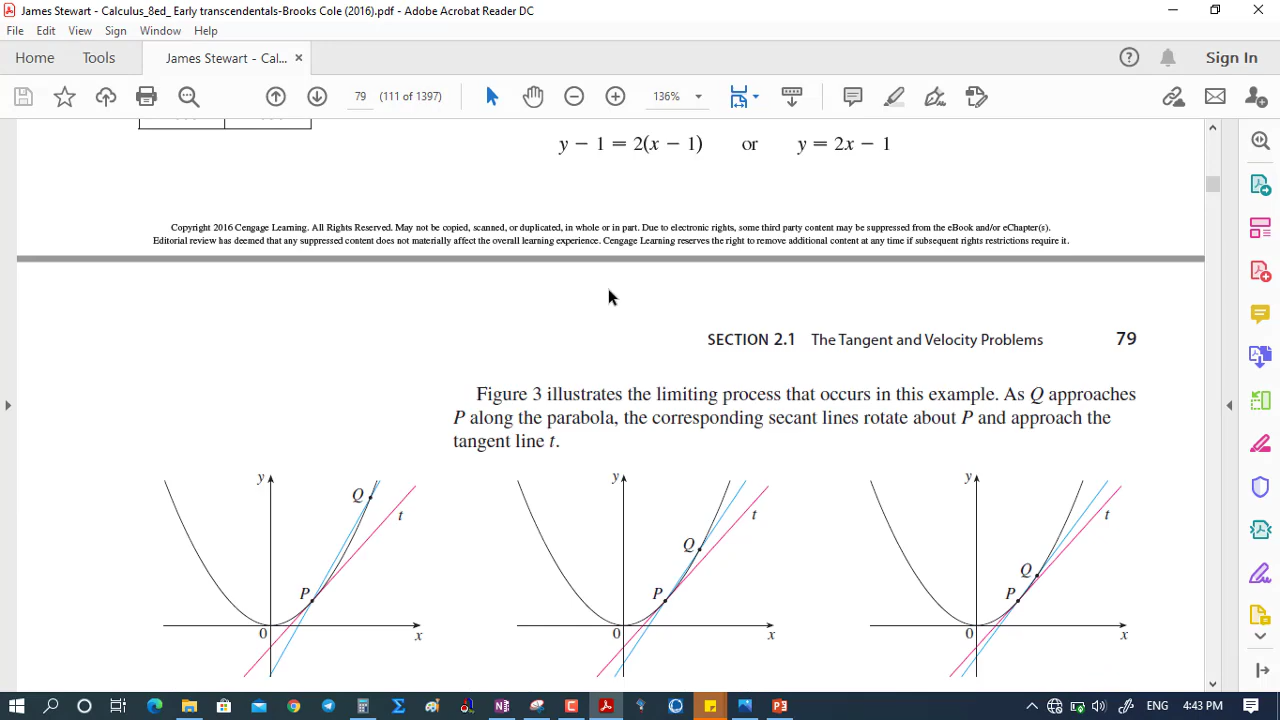 James Stewart - Calculus_8ed_ Early transcendentals-Brooks Cole (2016).pdf - Adobe Acrobat Reader DC
File Edit View Sign Window Help
Home Tools James Stewart - Cal... × Sign In
79 (111 of 1397) 136%
y − 1 = 2(x − 1) or y = 2x − 1
Copyright 2016 Cengage Learning. All Rights Reserved. May not be copied, scanned, or duplicated, in whole or in part. Due to electronic rights, some third party content may be suppressed from the eBook and/or eChapter(s).
Editorial review has deemed that any suppressed content does not materially affect the overall learning experience. Cengage Learning reserves the right to remove additional content at any time if subsequent rights restrictions require it.
SECTION 2.1 The Tangent and Velocity Problems 79
Figure 3 illustrates the limiting process that occurs in this example. As Q approaches
P along the parabola, the corresponding secant lines rotate about P and approach the
tangent line t.
y Q t P 0 x
y Q t P 0 x
y Q t P 0 x
ENG 4:43 PM